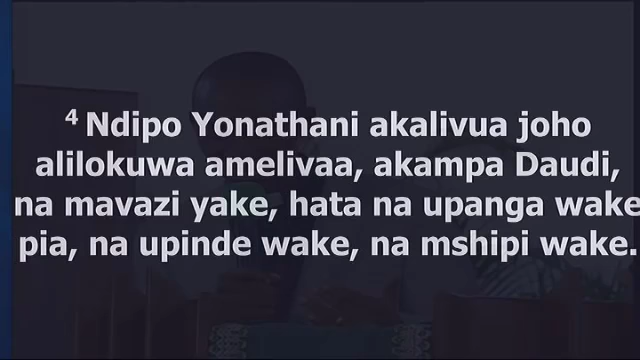 ⁴ Ndipo Yonathani akalivua joho
alilokuwa amelivaa, akampa Daudi,
na mavazi yake, hata na upanga wake
pia, na upinde wake, na mshipi wake.